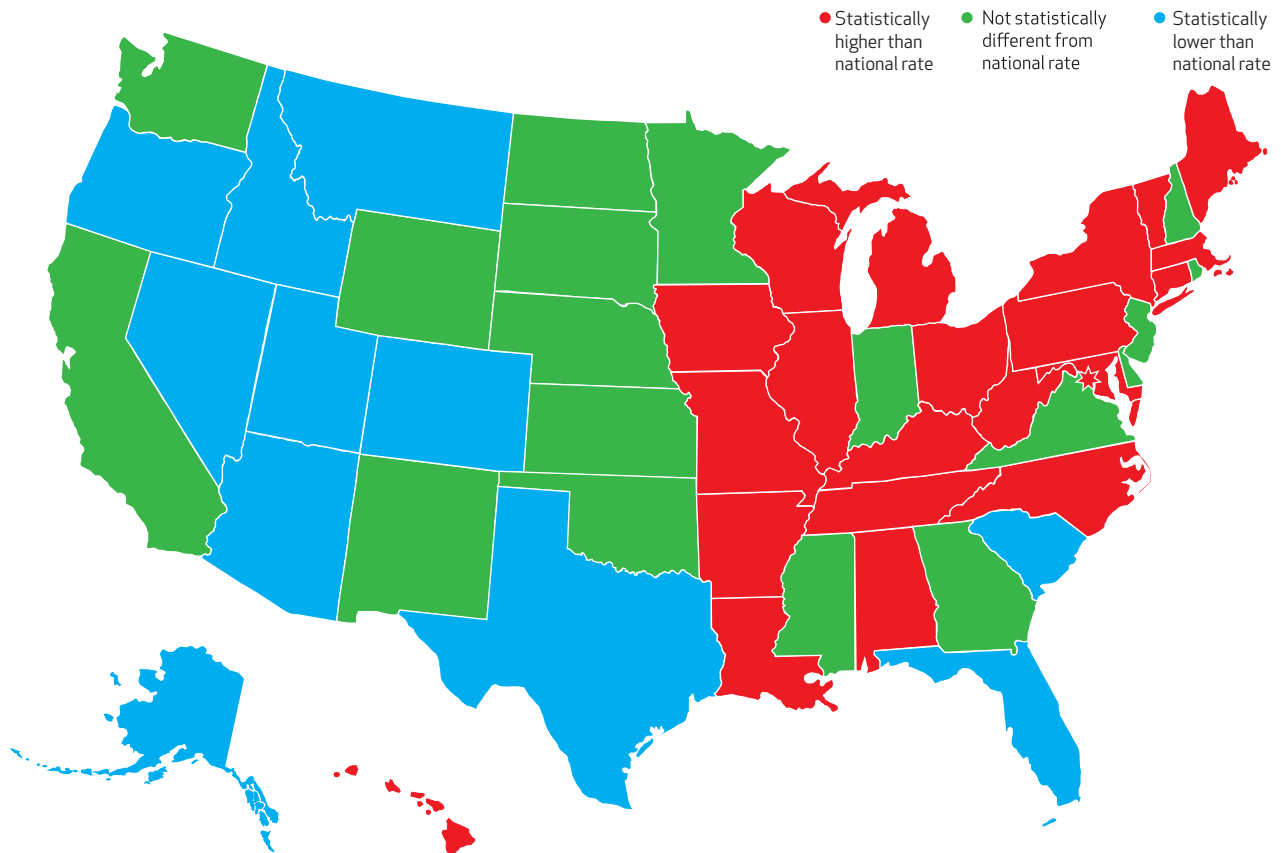 Statistically
higher than
national rate
Not statistically
different from
national rate
Statistically
lower than
national rate